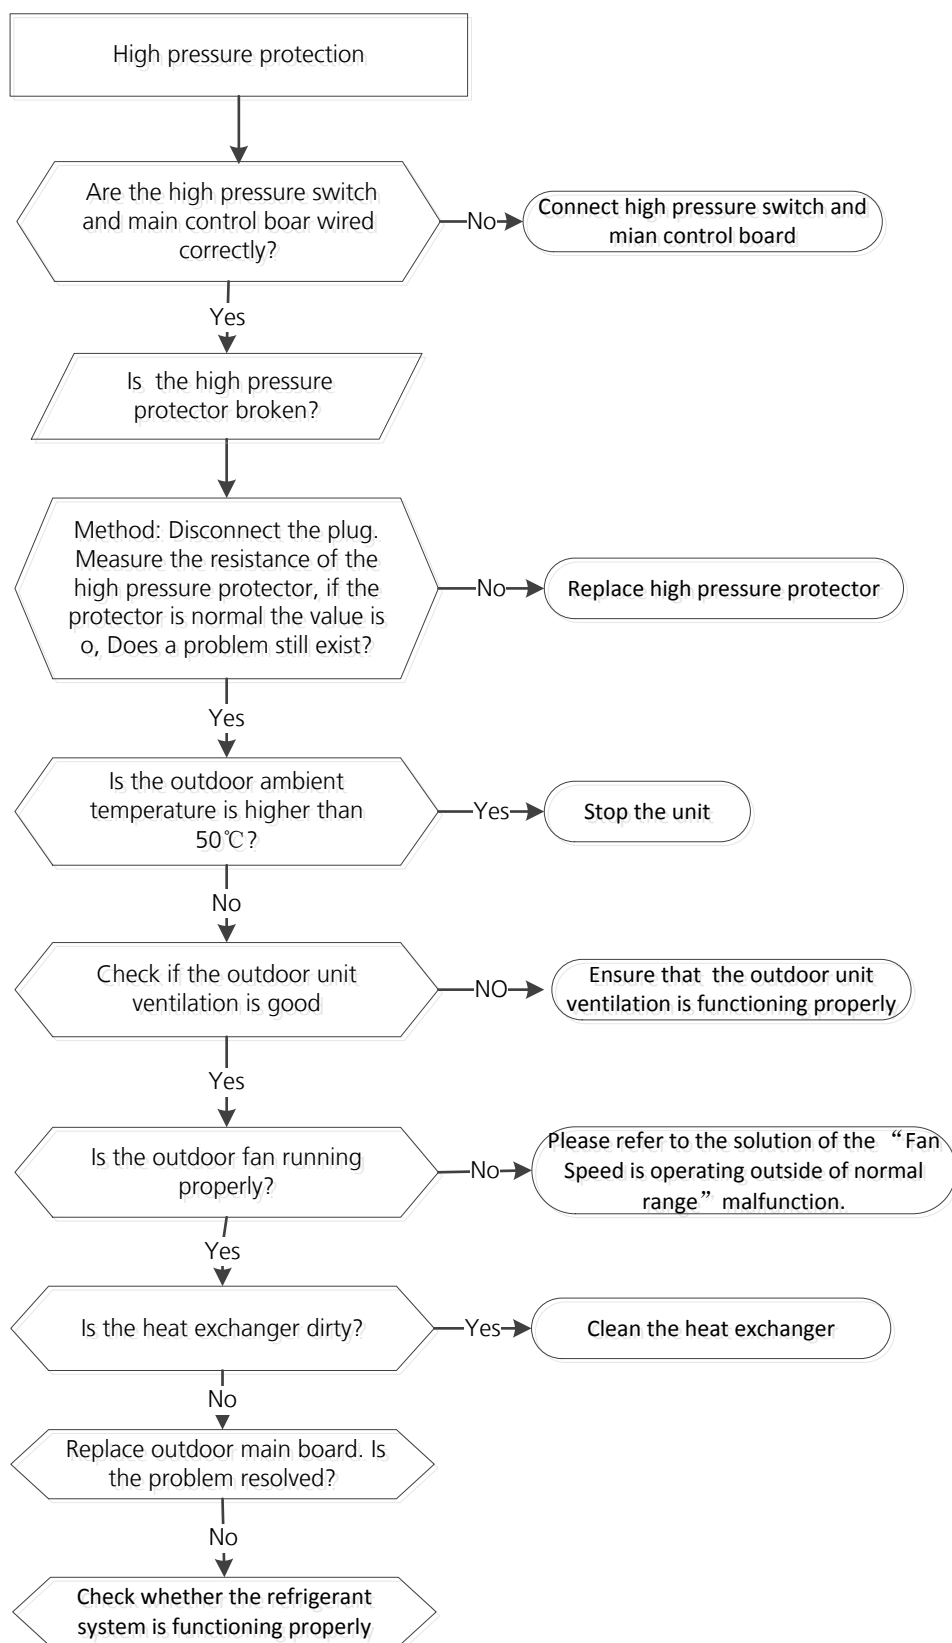 High pressure protection
Are the high pressure switch
and main control boar wired
correctly?
No
Connect high pressure switch and
mian control board
Yes
Is the high pressure
protector broken?
Method: Disconnect the plug.
Measure the resistance of the
high pressure protector, if the
protector is normal the value is
o, Does a problem still exist?
No
Replace high pressure protector
Yes
Is the outdoor ambient
temperature is higher than
50℃?
Yes
Stop the unit
No
Check if the outdoor unit
ventilation is good
NO
Ensure that the outdoor unit
ventilation is functioning properly
Yes
Is the outdoor fan running
properly?
No
Please refer to the solution of the “Fan
Speed is operating outside of normal
range” malfunction.
Yes
Is the heat exchanger dirty?
Yes
Clean the heat exchanger
No
Replace outdoor main board. Is
the problem resolved?
No
Check whether the refrigerant
system is functioning properly